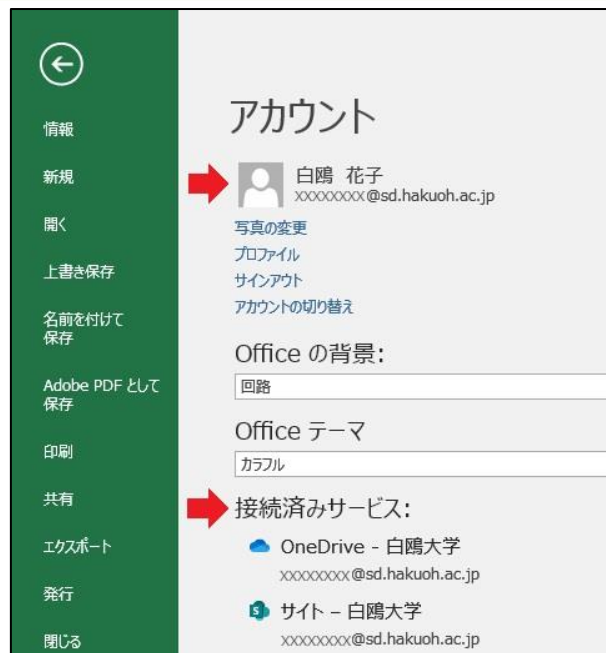 情報
新規
開く
上書き保存
名前を付けて
保存
Adobe PDF として
保存
印刷
共有
エクスポート
発行
閉じる
アカウント
白鴎 花子
xxxxxxxx@sd.hakuoh.ac.jp
写真の変更
プロファイル
サインアウト
アカウントの切り替え
Office の背景:
回路
Office テーマ
カラフル
接続済みサービス:
OneDrive - 白鴎大学
xxxxxxxx@sd.hakuoh.ac.jp
サイト – 白鴎大学
xxxxxxxx@sd.hakuoh.ac.jp